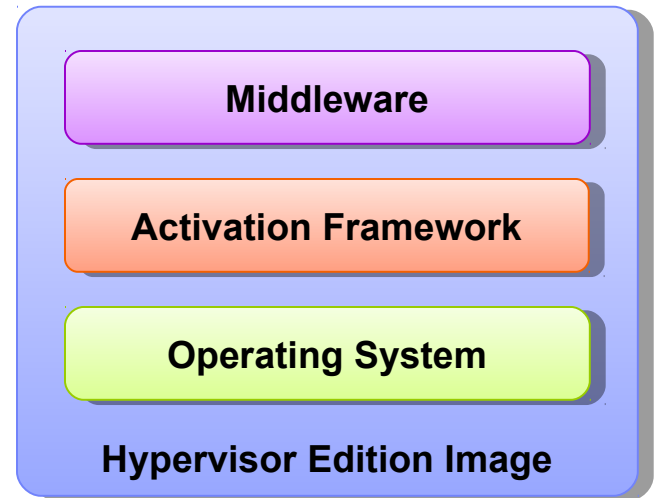 Middleware
Activation Framework
Operating System
Hypervisor Edition Image